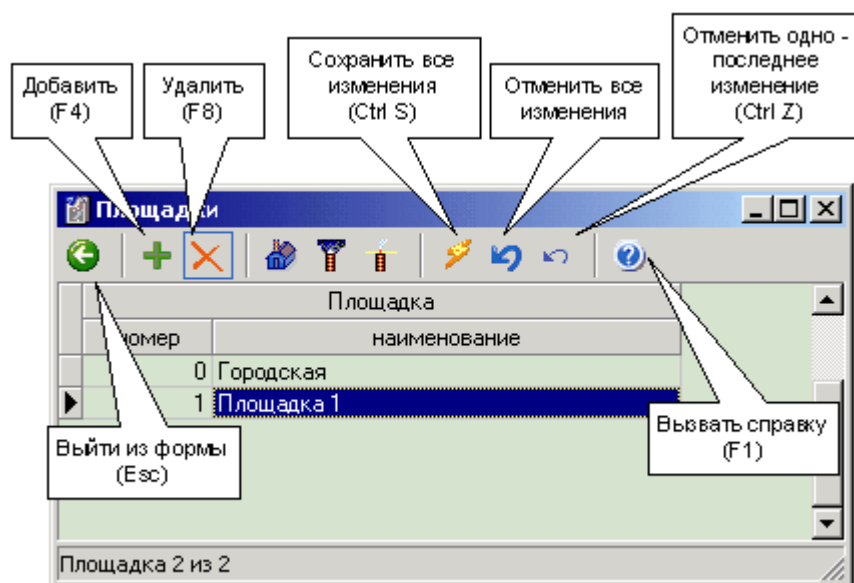 Отменить одно -
последнее
изменение
(Ctrl Z)
Сохранить все
изменения
(Ctrl S)
Добавить
(F4)
Удалить
(F8)
Отменить все
изменения
Площадки
Площадка
номер
наименование
0 Городская
1 Площадка 1
Вызвать справку
(F1)
Выйти из формы
(Esc)
Площадка 2 из 2